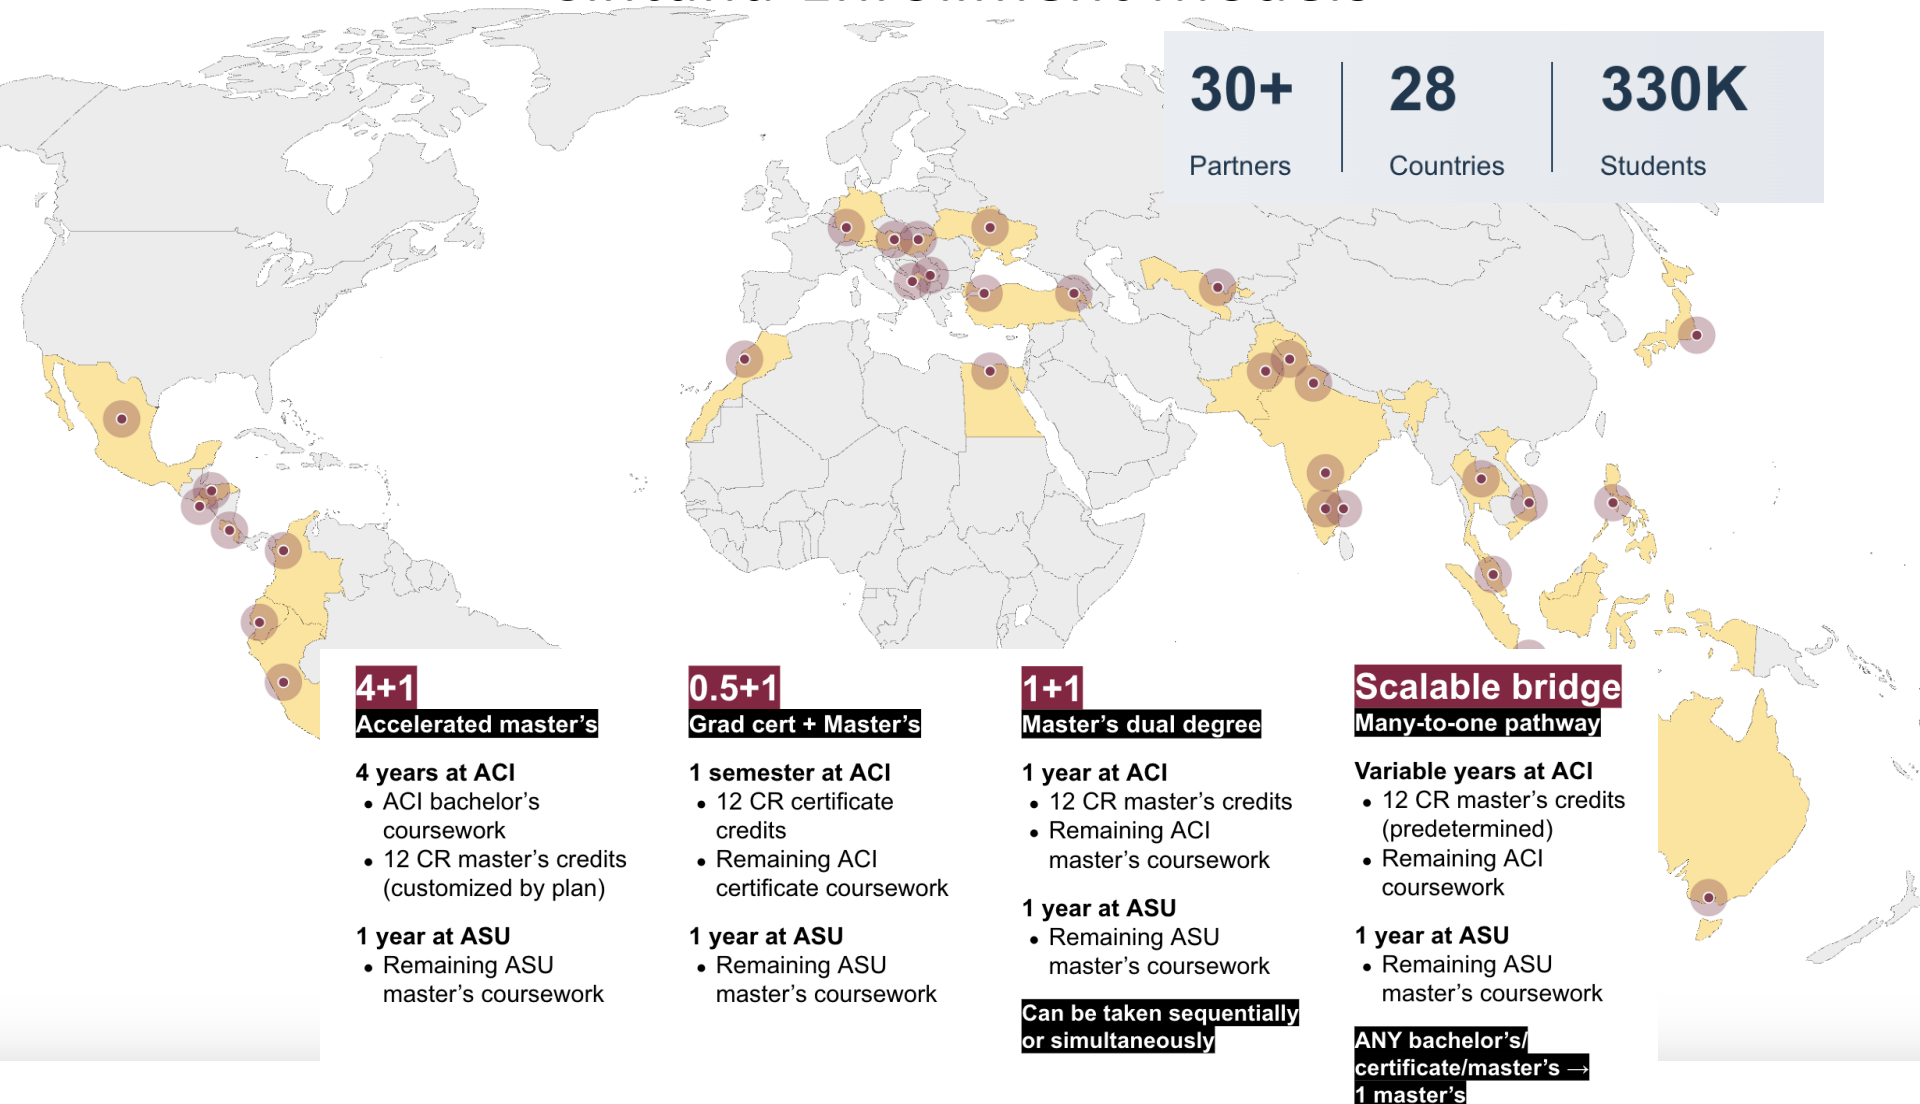 30+
Partners
28
Countries
330K
Students
4+1
Accelerated master’s
4 years at ACI
• ACI bachelor’s
coursework
• 12 CR master’s credits
(customized by plan)
1 year at ASU
• Remaining ASU
master’s coursework
0.5+1
Grad cert + Master’s
1 semester at ACI
• 12 CR certificate
credits
• Remaining ACI
certificate coursework
1 year at ASU
• Remaining ASU
master’s coursework
1+1
Master’s dual degree
1 year at ACI
• 12 CR master’s credits
• Remaining ACI
master’s coursework
1 year at ASU
• Remaining ASU
master’s coursework
Can be taken sequentially
or simultaneously
Scalable bridge
Many-to-one pathway
Variable years at ACI
• 12 CR master’s credits
(predetermined)
• Remaining ACI
coursework
1 year at ASU
• Remaining ASU
master’s coursework
ANY bachelor’s/
certificate/master’s →
1 master’s